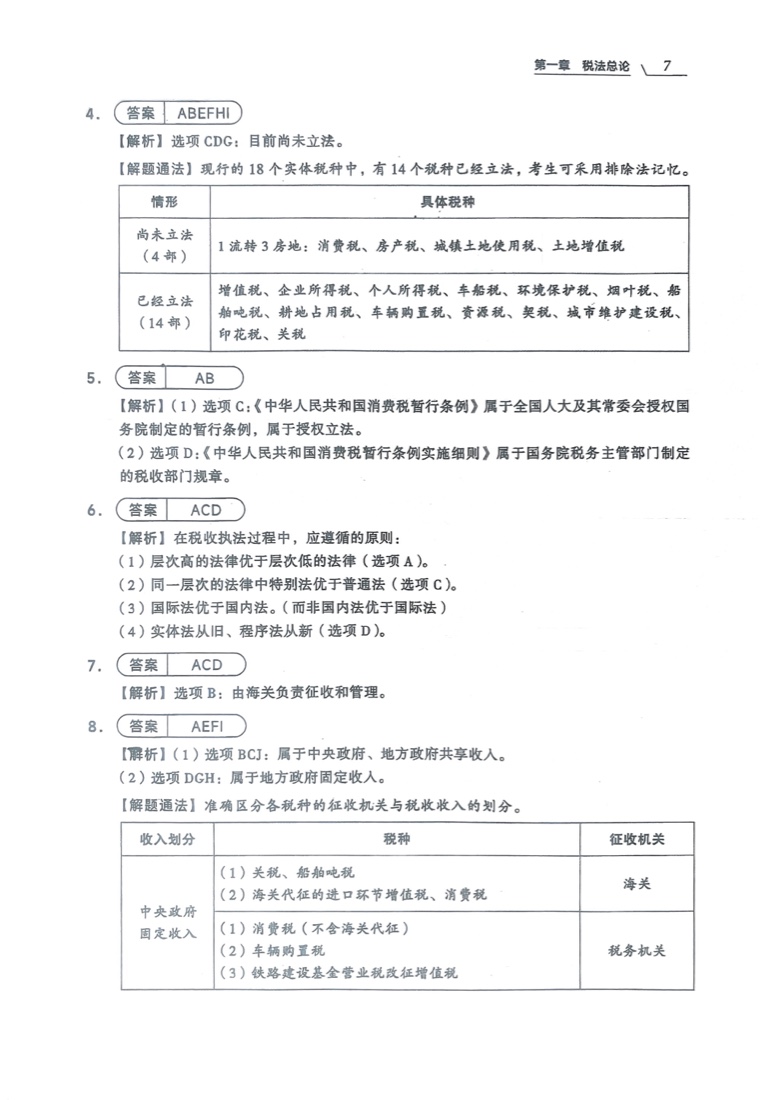 第一章 税法总论 7
4. 答案 ABEFHI
【解析】选项 CDG：目前尚未立法。
【解题通法】现行的 18 个实体税种中，有 14 个税种已经立法，考生可采用排除法记忆。
情形 具体税种
尚未立法
（4 部）
1 流转 3 房地：消费税、房产税、城镇土地使用税、土地增值税
已经立法
（14 部）
增值税、企业所得税、个人所得税、车船税、环境保护税、烟叶税、船
舶吨税、耕地占用税、车辆购置税、资源税、契税、城市维护建设税、
印花税、关税
5. 答案 AB
【解析】（1）选项 C：《中华人民共和国消费税暂行条例》属于全国人大及其常委会授权国
务院制定的暂行条例，属于授权立法。
（2）选项 D：《中华人民共和国消费税暂行条例实施细则》属于国务院税务主管部门制定
的税收部门规章。
6. 答案 ACD
【解析】在税收执法过程中，应遵循的原则：
（1）层次高的法律优于层次低的法律（选项 A）。
（2）同一层次的法律中特别法优于普通法（选项 C）。
（3）国际法优于国内法。（而非国内法优于国际法）
（4）实体法从旧、程序法从新（选项 D）。
7. 答案 ACD
【解析】选项 B：由海关负责征收和管理。
8. 答案 AEFI
【解析】（1）选项 BCJ：属于中央政府、地方政府共享收入。
（2）选项 DGH：属于地方政府固定收入。
【解题通法】准确区分各税种的征收机关与税收收入的划分。
收入划分 税种 征收机关
中央政府
固定收入
（1）关税、船舶吨税
（2）海关代征的进口环节增值税、消费税
海关
（1）消费税（不含海关代征）
（2）车辆购置税
（3）铁路建设基金营业税改征增值税
税务机关